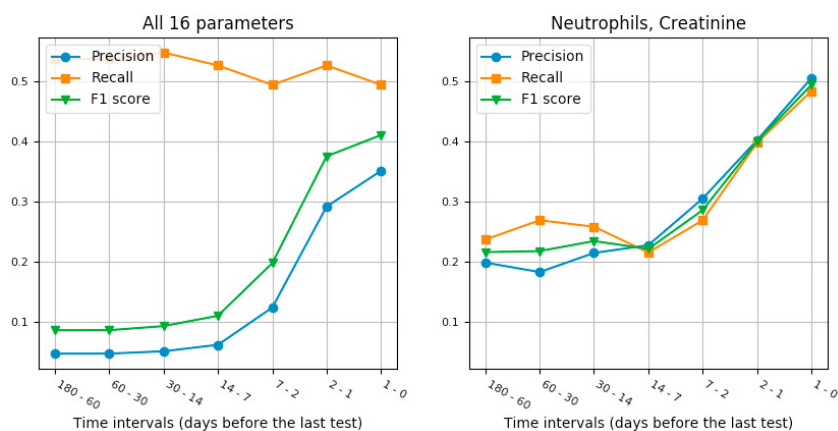 All 16 parameters
Precision
Recall
F1 score
0.5
0.4
0.3
0.2
0.1
180 - 60
60 - 30
30 - 14
14 - 7
7 - 2
2 - 1
1 - 0
Time intervals (days before the last test)
Neutrophils, Creatinine
Precision
Recall
F1 score
0.5
0.4
0.3
0.2
0.1
180 - 60
60 - 30
30 - 14
14 - 7
7 - 2
2 - 1
1 - 0
Time intervals (days before the last test)